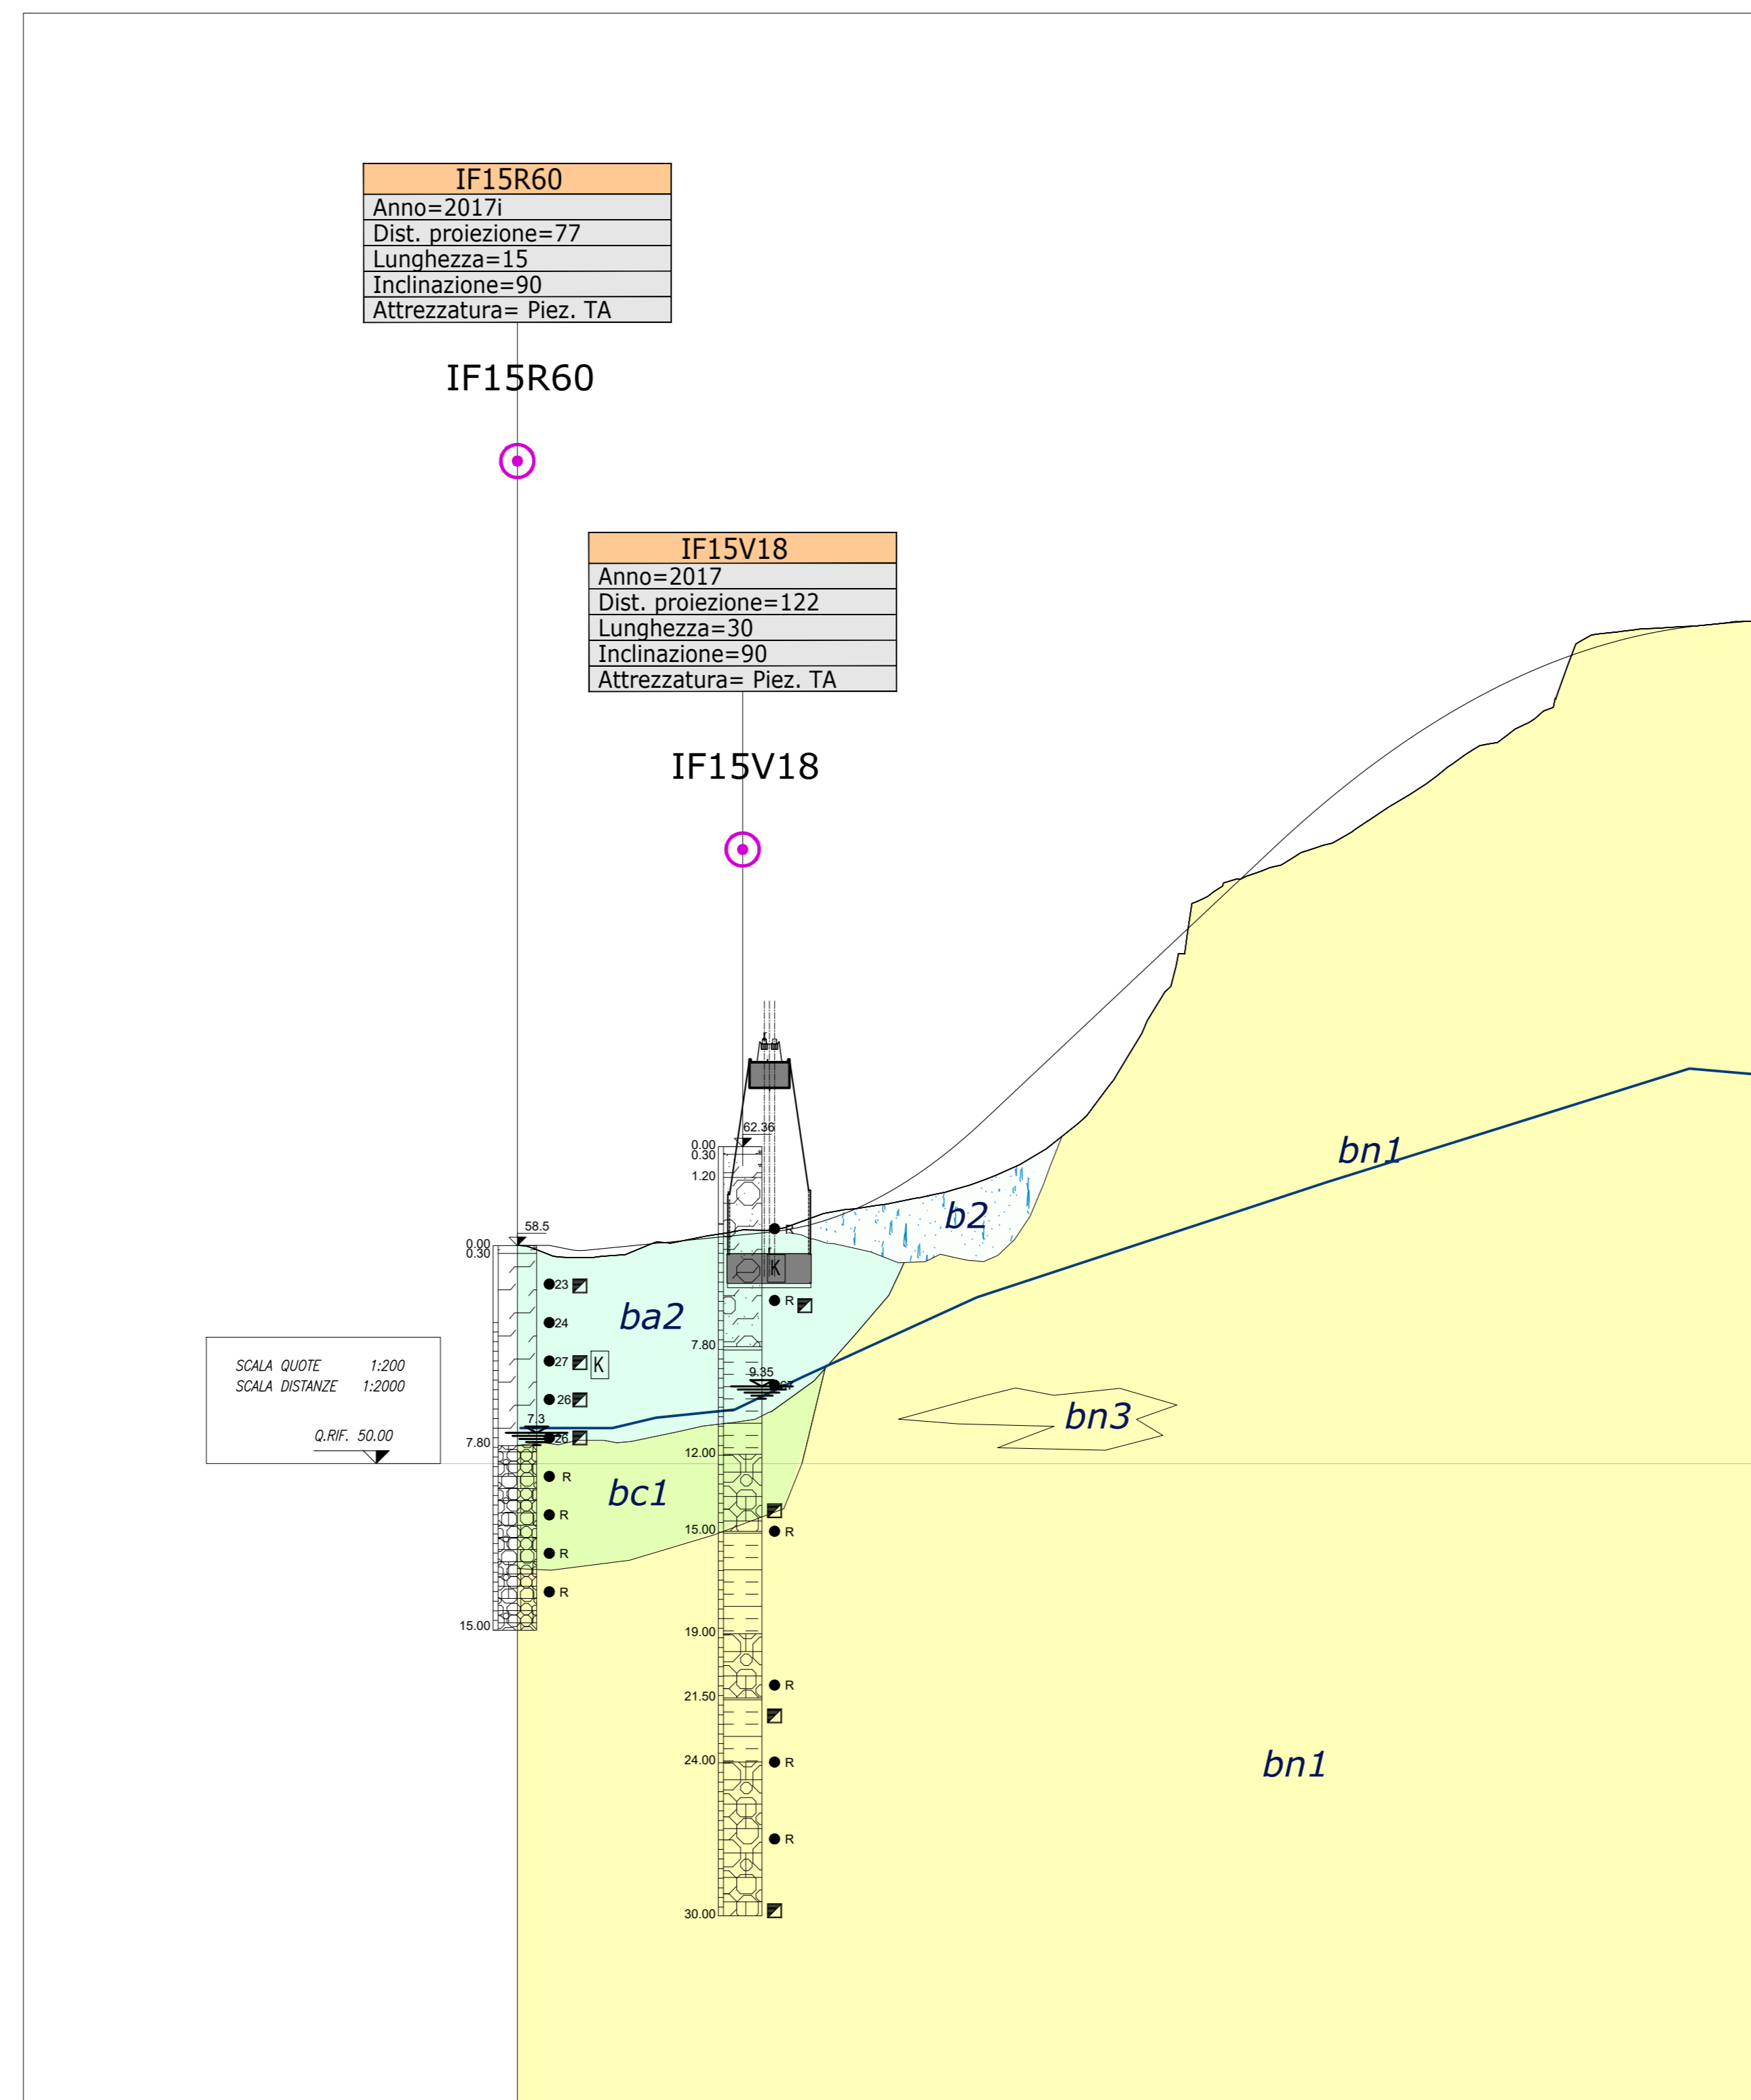 IF15R60
Anno=2017i
Dist. proiezione=77
Lunghezza=15
Inclinazione=90
Attrezzatura= Piez. TA
IF15R60
IF15V18
Anno=2017
Dist. proiezione=122
Lunghezza=30
Inclinazione=90
Attrezzatura= Piez. TA
IF15V18
62.36
0.00
0.30
1.20
R
K
R
7.80
9.35
12.00
15.00
R
19.00
R
21.50
24.00
R
R
30.00
58.5
0.00
0.30
23
24
27
K
26
7.3
26
7.80
R
R
R
R
15.00
SCALA QUOTE 1:200
SCALA DISTANZE 1:2000
Q.RIF. 50.00
ba2
bc1
b2
bn1
bn3
bn1